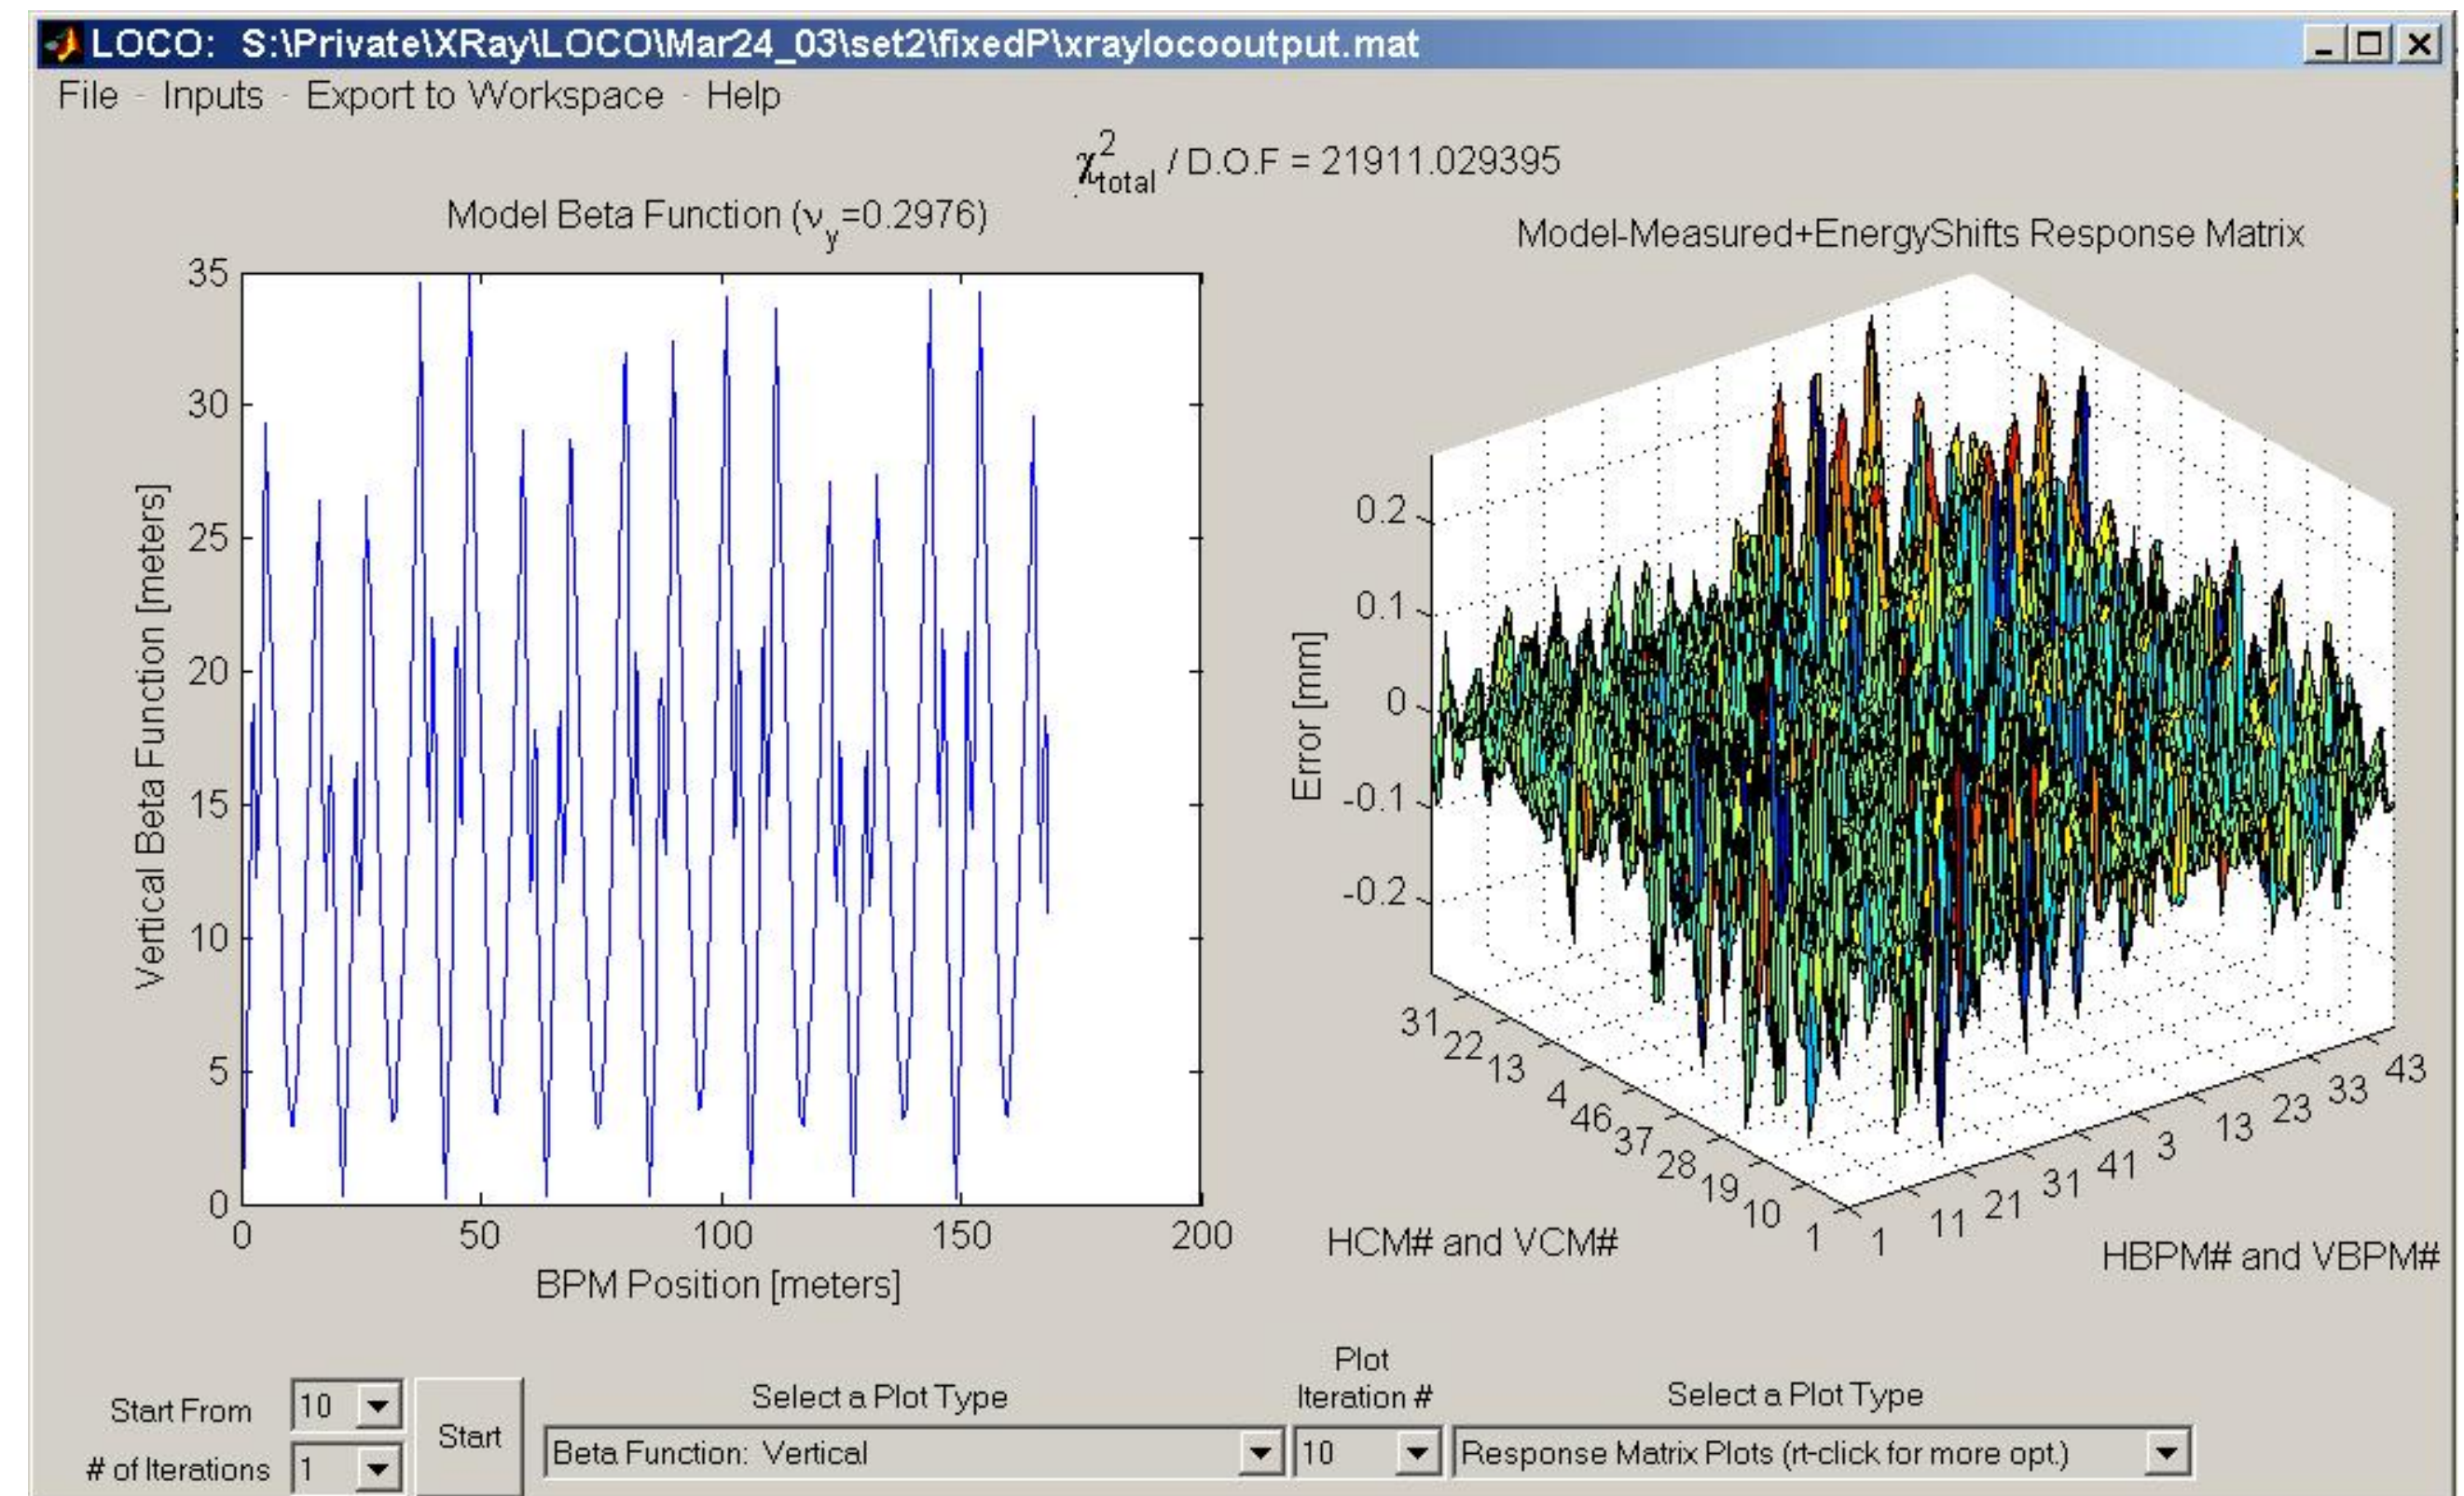 LOCO: S:\Private\XRay\LOCO\Mar24_03\set2\fixedP\xraylocooutput.mat
File - Inputs - Export to Workspace - Help
χ²total / D.O.F = 21911.029395
Model Beta Function (νy=0.2976)
35
30
25
20
15
10
5
0
Vertical Beta Function [meters]
0 50 100 150 200
BPM Position [meters]
Model-Measured+EnergyShifts Response Matrix
0.2
0.1
0
-0.1
-0.2
Error [mm]
31 22 13 4 46 37 28 19 10 1
HCM# and VCM#
1 11 21 31 41 3 13 23 33 43
HBPM# and VBPM#
Start From 10
# of Iterations 1
Start
Select a Plot Type
Beta Function: Vertical
Plot
Iteration #
10
Select a Plot Type
Response Matrix Plots (rt-click for more opt.)